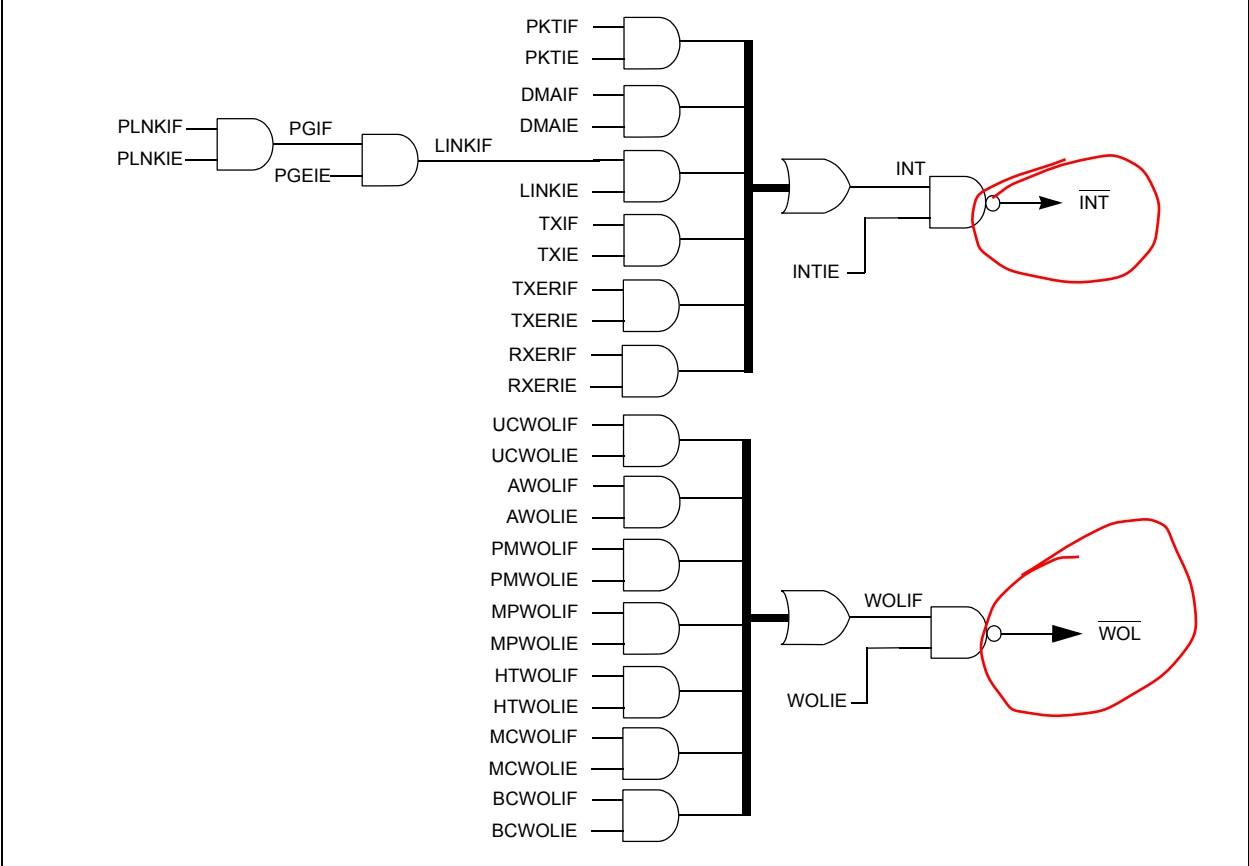 PKTIF
PKTIE
DMAIF
DMAIE
PLNKIF
PLNKIE
PGIF
PGEIE
LINKIF
LINKIE
TXIF
TXIE
TXERIF
TXERIE
RXERIF
RXERIE
INT
INTIE
INT
UCWOLIF
UCWOLIE
AWOLIF
AWOLIE
PMWOLIF
PMWOLIE
MPWOLIF
MPWOLIE
HTWOLIF
HTWOLIE
MCWOLIF
MCWOLIE
BCWOLIF
BCWOLIE
WOLIF
WOLIE
WOL